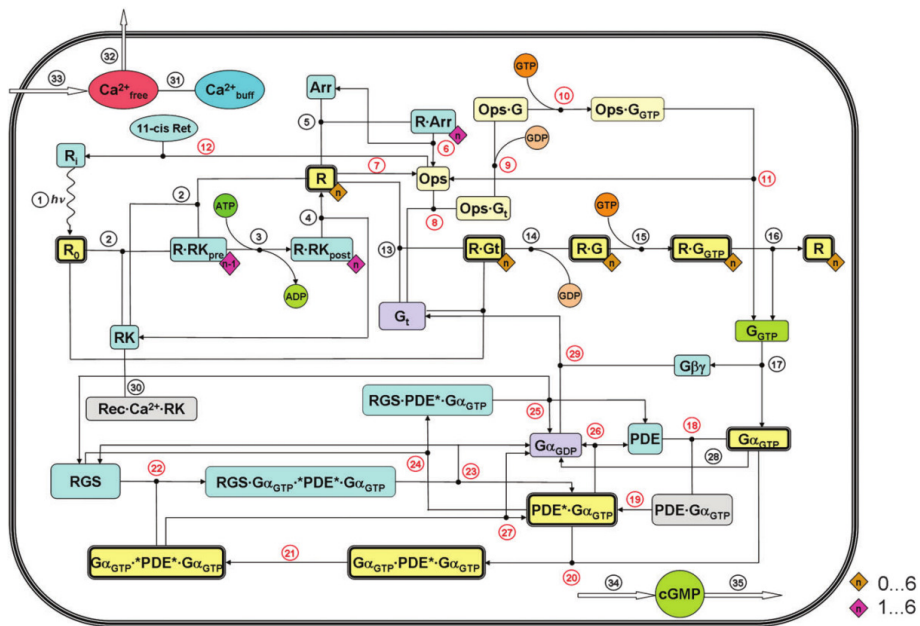 32
33
Ca²⁺free
31
Ca²⁺buff
11-cis Ret
12
Ri
1
hν
2
R0
2
R·RKpre
n-1
ATP
3
ADP
R·RKpost
n
4
R
n
5
Arr
R·Arr
n
6
7
Ops
8
Ops·Gt
9
GDP
Ops·G
GTP
10
Ops·GGTP
11
13
R·Gt
n
14
GDP
R·G
n
GTP
15
R·GGTP
n
16
R
n
Gt
RK
30
Rec·Ca²⁺·RK
GGTP
17
Gβγ
29
RGS·PDE*·GαGTP
25
GαGDP
26
PDE
18
GαGTP
28
RGS
22
RGS·GαGTP·*PDE*·GαGTP
24
23
PDE*·GαGTP
19
PDE·GαGTP
27
GαGTP·*PDE*·GαGTP
21
GαGTP·PDE*·GαGTP
20
34
cGMP
35
n 0...6
n 1...6